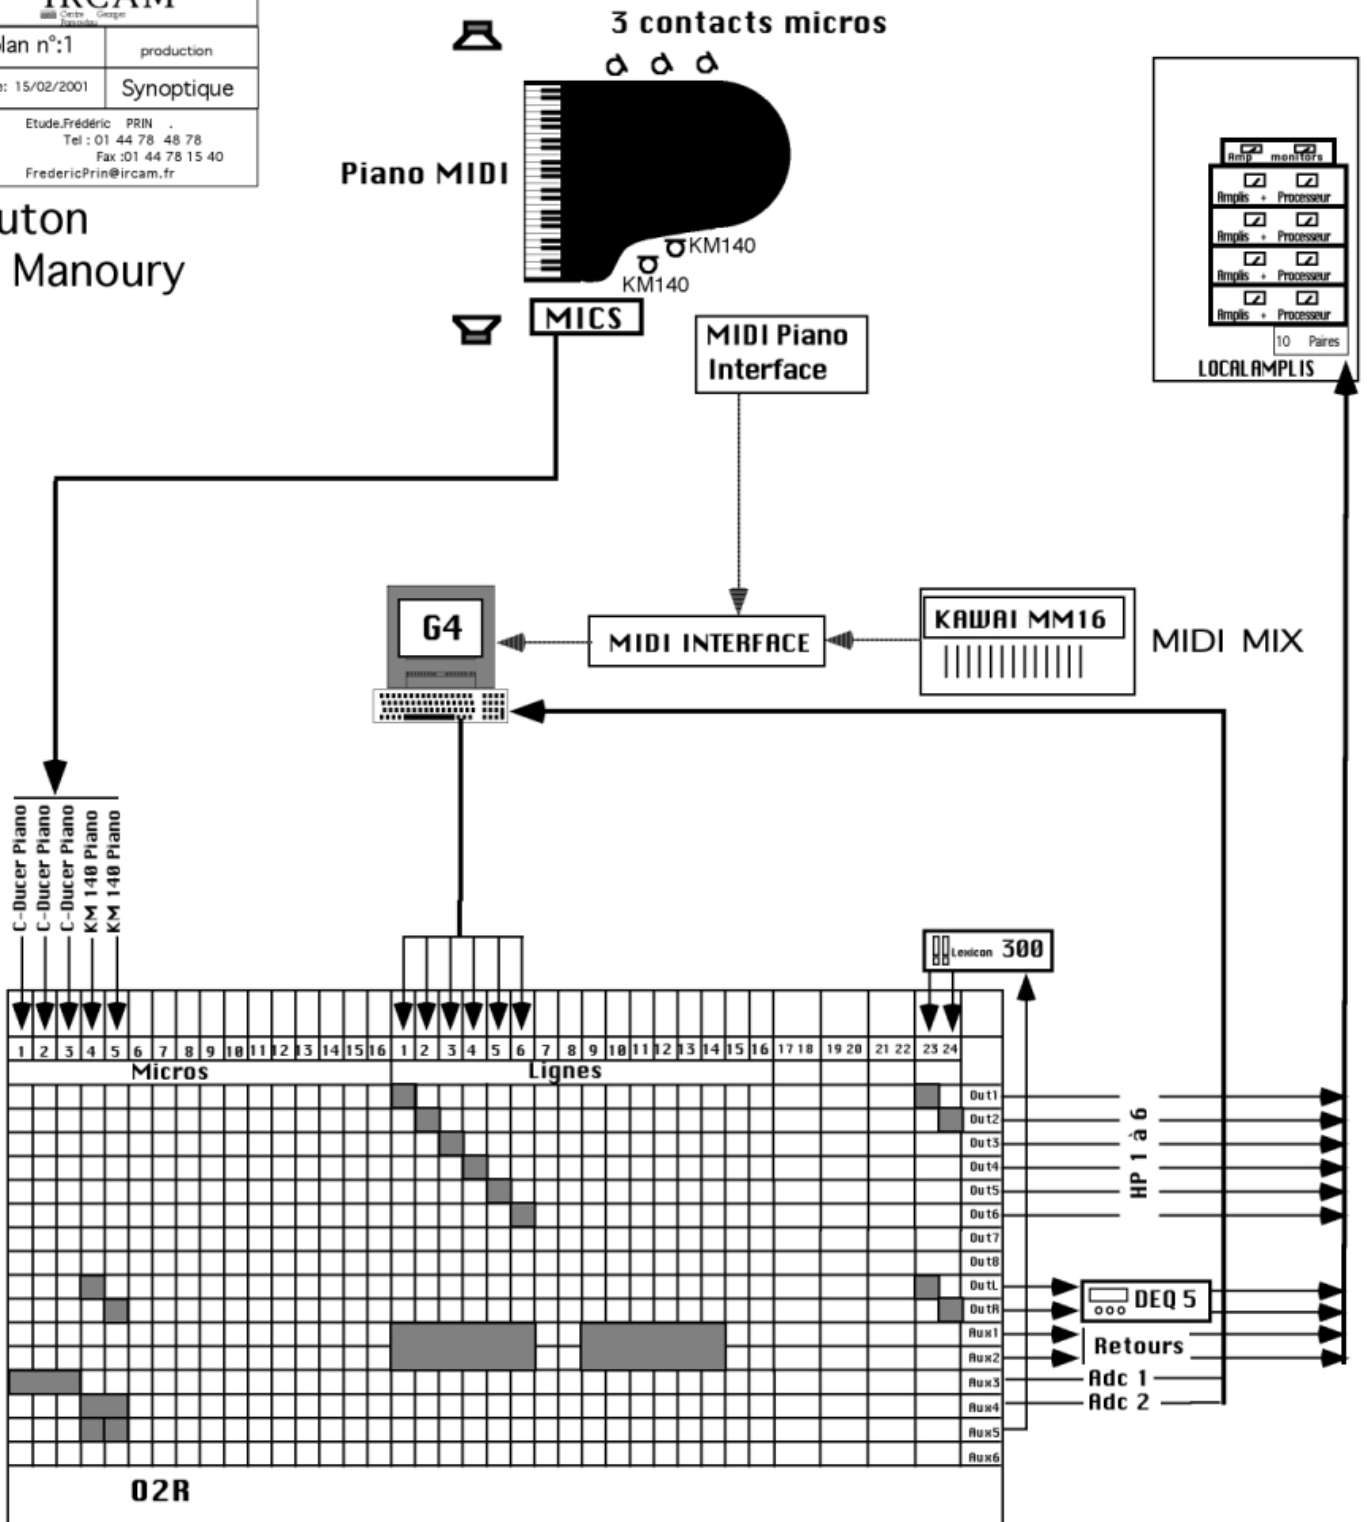 IRCAM
Centre Georges
Pompidou
plan n°:1
production
e: 15/02/2001
Synoptique
Etude.Frédéric PRIN .
Tel : 01 44 78 48 78
Fax :01 44 78 15 40
FredericPrin@ircam.fr
uton
Manoury
3 contacts micros
Piano MIDI
KM140
KM140
MICS
MIDI Piano
Interface
Amp monitors
Amplis + Processeur
Amplis + Processeur
Amplis + Processeur
Amplis + Processeur
10 Paires
LOCAL AMPLIS
G4
MIDI INTERFACE
KAWAI MM16
MIDI MIX
C-Ducer Piano
C-Ducer Piano
C-Ducer Piano
KM 140 Piano
KM 140 Piano
Lexicon 300
1 2 3 4 5 6 7 8 9 10 11 12 13 14 15 16 1 2 3 4 5 6 7 8 9 10 11 12 13 14 15 16 17 18 19 20 21 22 23 24
Micros
Lignes
Out1
Out2
Out3
Out4
Out5
Out6
Out7
Out8
OutL
OutR
Aux1
Aux2
Aux3
Aux4
Aux5
Aux6
HP 1 à 6
DEQ 5
Retours
Adc 1
Adc 2
02R